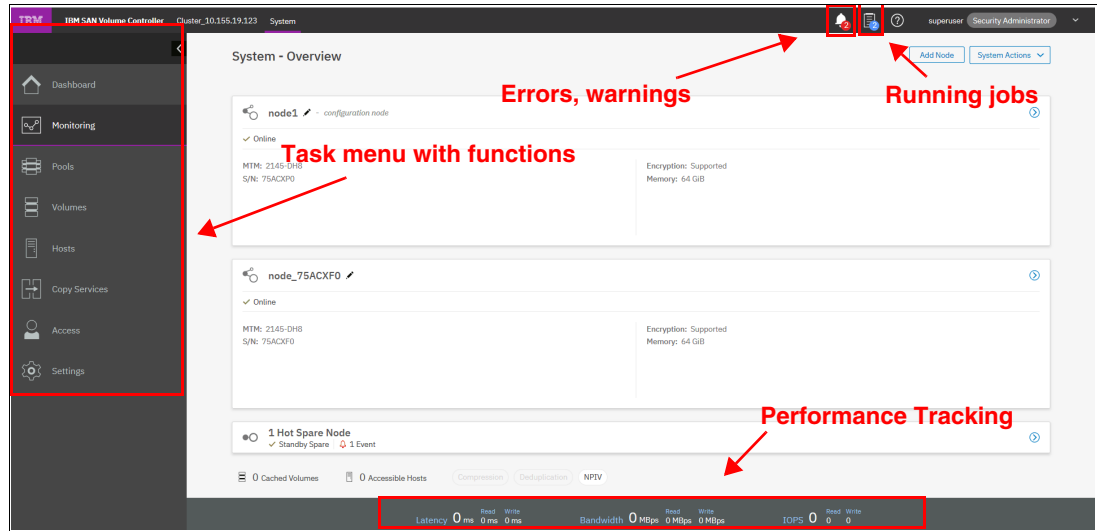 IBM IBM SAN Volume Controller Cluster_10.155.19.123 System 2 2 ? superuser Security Administrator
System - Overview
Add Node System Actions
Errors, warnings
Running jobs
Task menu with functions
Performance Tracking
Dashboard
Monitoring
Pools
Volumes
Hosts
Copy Services
Access
Settings
node1 - configuration node
Online
MTM: 2145-DH8 Encryption: Supported
S/N: 75ACXP0 Memory: 64 GiB
node_75ACXF0
Online
MTM: 2145-DH8 Encryption: Supported
S/N: 75ACXF0 Memory: 64 GiB
1 Hot Spare Node
Standby Spare 1 Event
0 Cached Volumes 0 Accessible Hosts Compression Deduplication NPIV
Read Write Read Write Read Write
Latency 0 ms 0 ms 0 ms Bandwidth 0 MBps 0 MBps 0 MBps IOPS 0 0 0